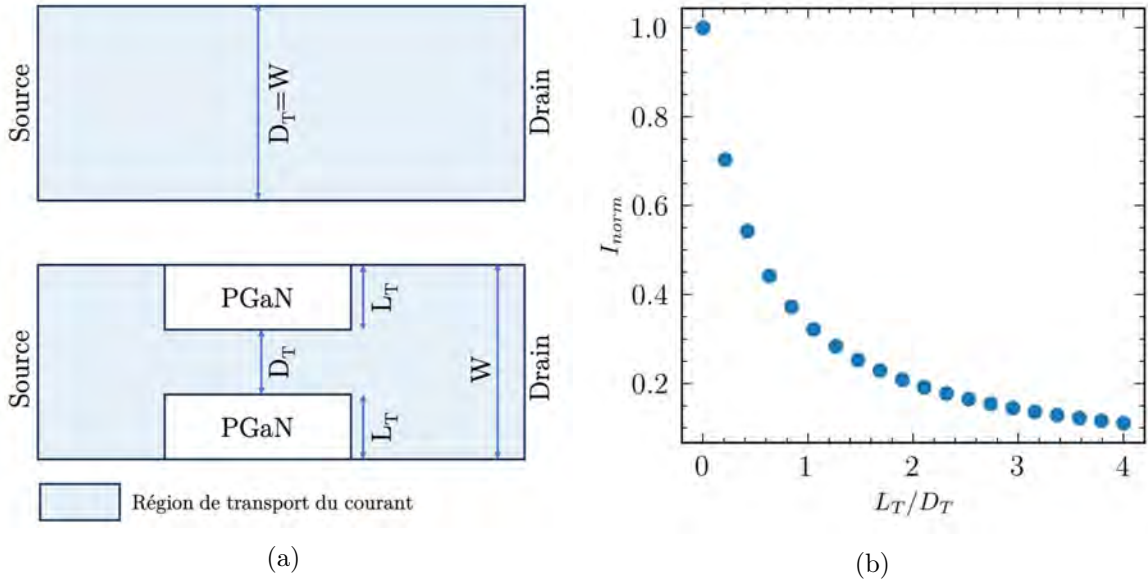 Source
D_T=W
Drain
Source
PGaN
L_T
D_T
W
PGaN
L_T
Drain
Région de transport du courant
(a)
1.0
0.8
0.6
0.4
0.2
I_norm
0
1
2
3
4
L_T/D_T
(b)